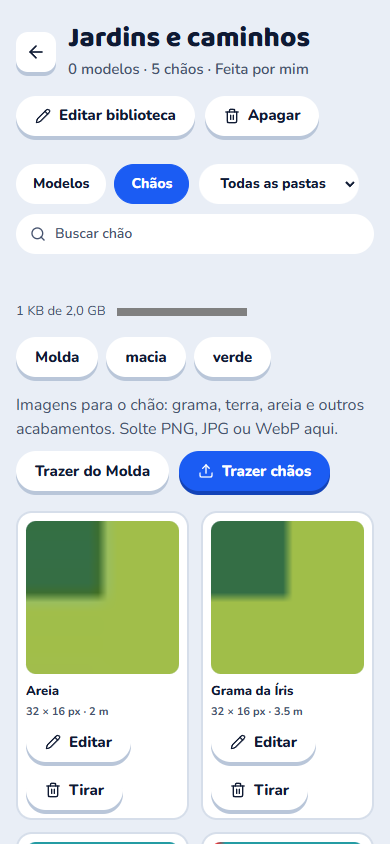 Jardins e caminhos
0 modelos · 5 chãos · Feita por mim
Editar biblioteca
Apagar
Modelos
Chãos
Todas as pastas
Buscar chão
1 KB de 2,0 GB
Molda
macia
verde
Imagens para o chão: grama, terra, areia e outros
acabamentos. Solte PNG, JPG ou WebP aqui.
Trazer do Molda
Trazer chãos
Areia
32 × 16 px · 2 m
Editar
Tirar
Grama da Íris
32 × 16 px · 3.5 m
Editar
Tirar